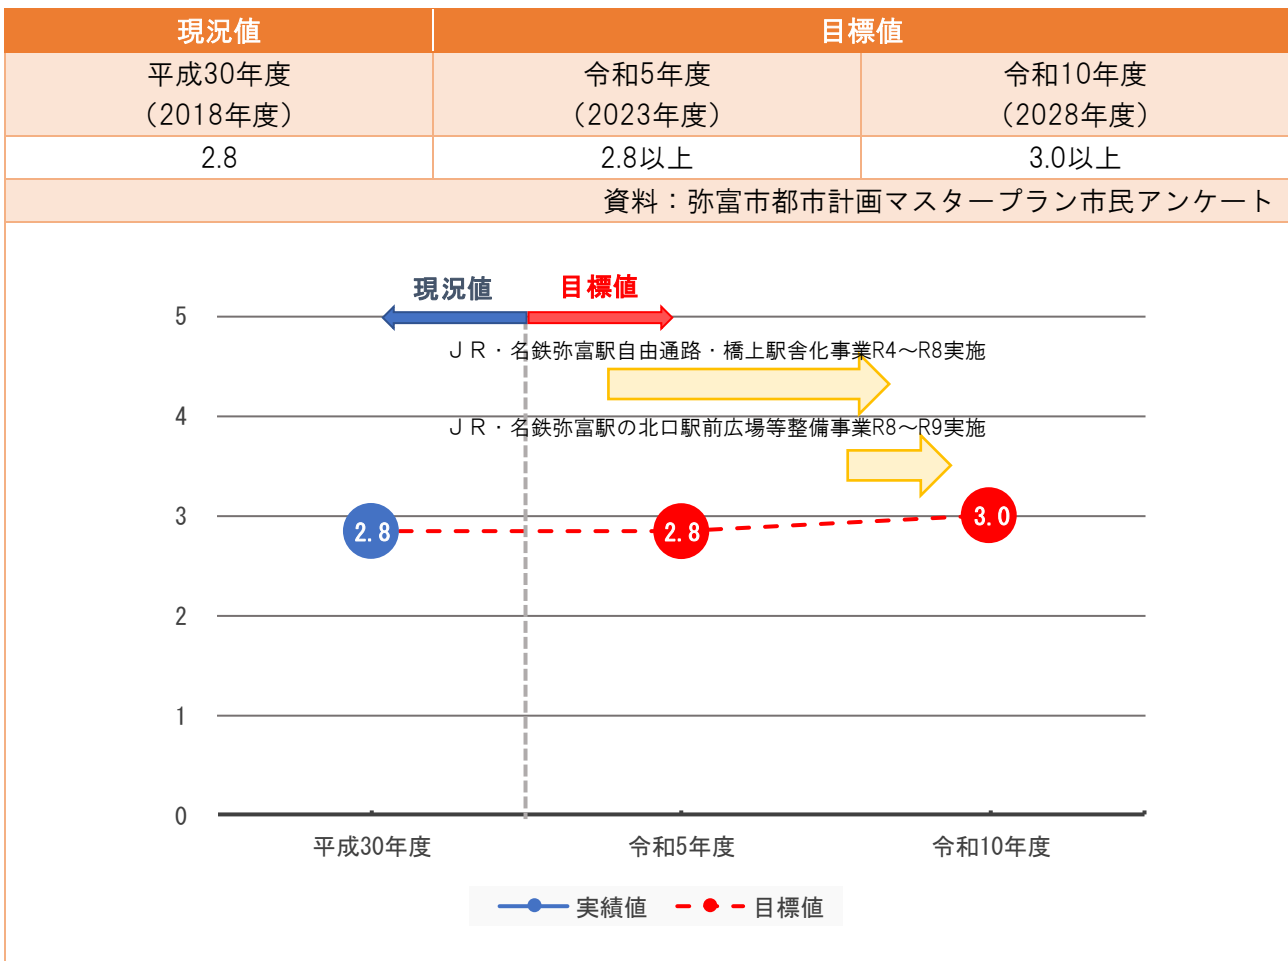 現況値 目標値
平成30年度 令和5年度 令和10年度
（2018年度） （2023年度） （2028年度）
2.8 2.8以上 3.0以上
資料：弥富市都市計画マスタープラン市民アンケート
現況値 目標値
5
ＪＲ・名鉄弥富駅自由通路・橋上駅舎化事業R4～R8実施
4
ＪＲ・名鉄弥富駅の北口駅前広場等整備事業R8～R9実施
3
2.8 2.8 3.0
2
1
0
平成30年度 令和5年度 令和10年度
実績値 目標値